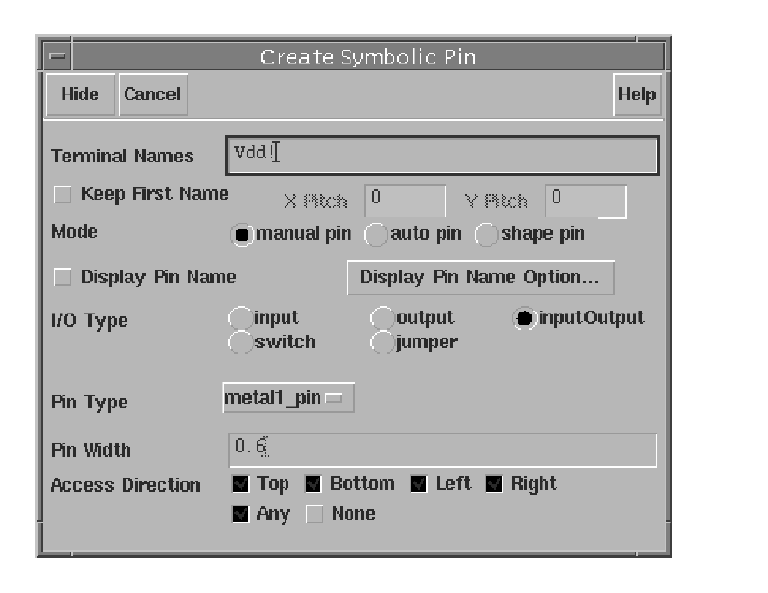 Create Symbolic Pin
Hide Cancel Help
Terminal Names Vdd!
Keep First Name X Pitch 0 Y Pitch 0
Mode manual pin auto pin shape pin
Display Pin Name Display Pin Name Option...
I/O Type input output inputOutput
switch jumper
Pin Type metal1_pin
Pin Width 0.6
Access Direction Top Bottom Left Right
Any None